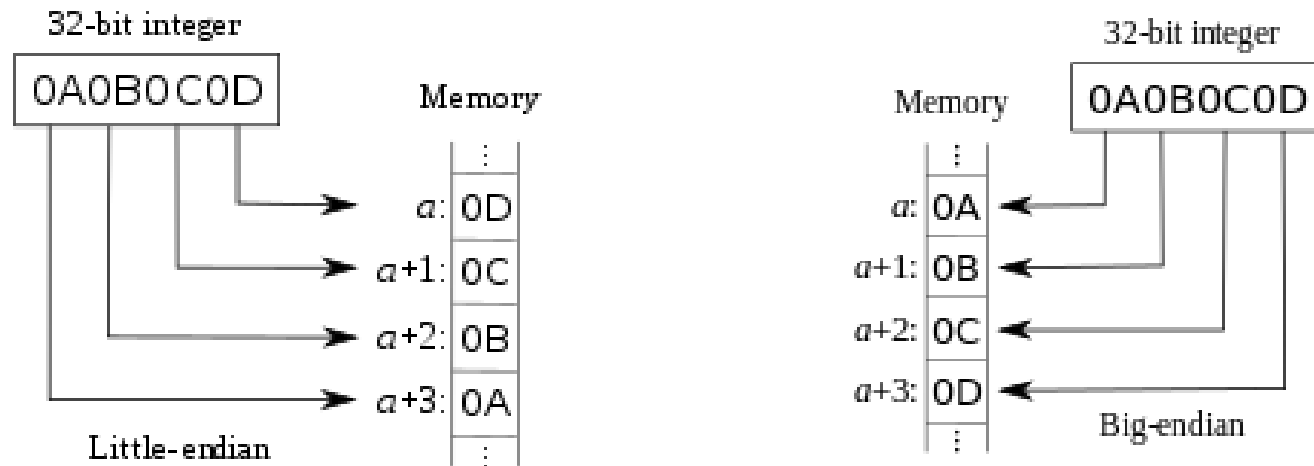 32-bit integer
0A0B0C0D
Memory
⋮
a: 0D
a+1: 0C
a+2: 0B
a+3: 0A
⋮
Little-endian
32-bit integer
0A0B0C0D
Memory
⋮
a: 0A
a+1: 0B
a+2: 0C
a+3: 0D
⋮
Big-endian